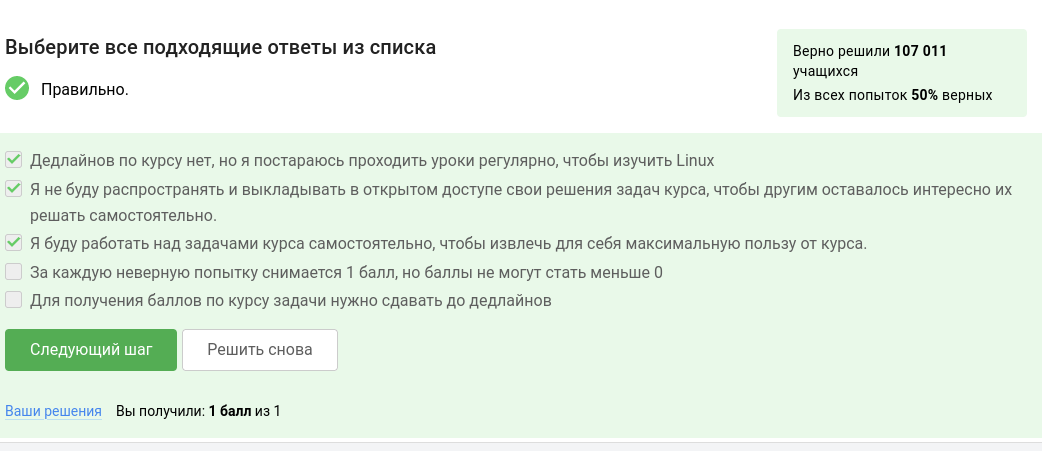 Выберите все подходящие ответы из списка
Правильно.
Верно решили 107 011
учащихся
Из всех попыток 50% верных
Дедлайнов по курсу нет, но я постараюсь проходить уроки регулярно, чтобы изучить Linux
Я не буду распространять и выкладывать в открытом доступе свои решения задач курса, чтобы другим оставалось интересно их
решать самостоятельно.
Я буду работать над задачами курса самостоятельно, чтобы извлечь для себя максимальную пользу от курса.
За каждую неверную попытку снимается 1 балл, но баллы не могут стать меньше 0
Для получения баллов по курсу задачи нужно сдавать до дедлайнов
Следующий шаг
Решить снова
Ваши решения Вы получили: 1 балл из 1